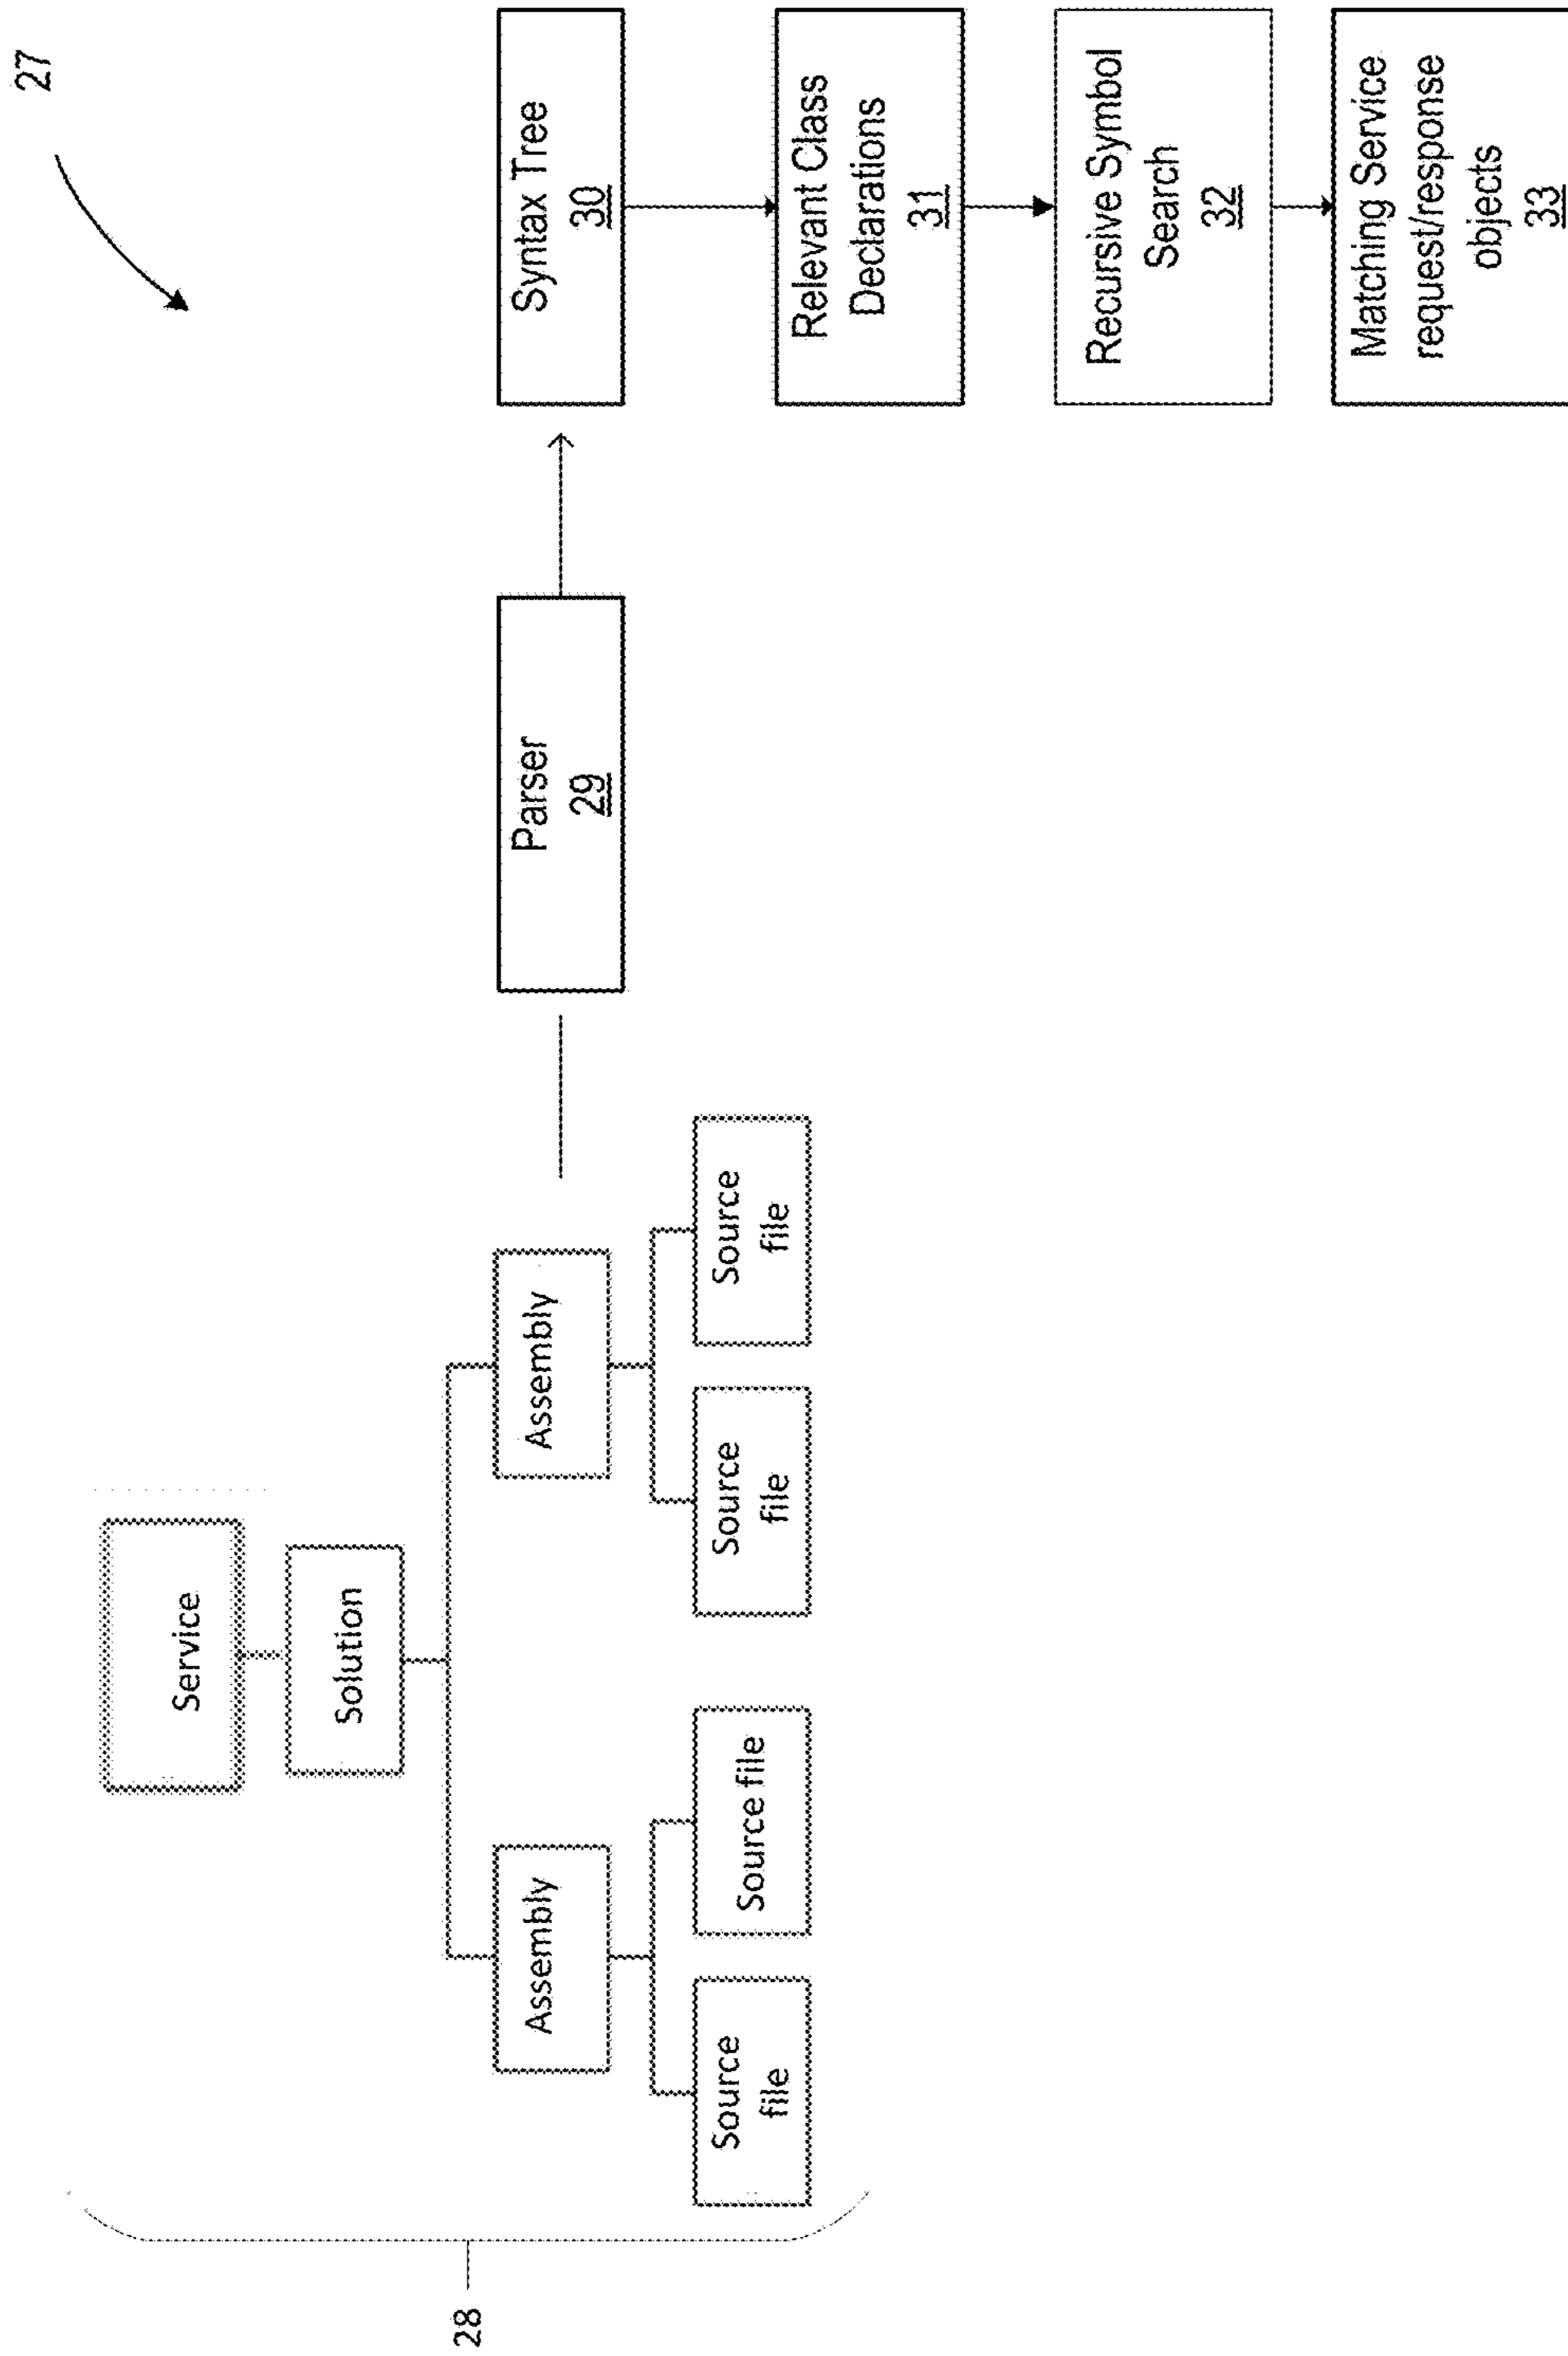 27
Service
Solution
Assembly
Assembly
Source
file
Source file
Source
file
Source
file
28
Parser
29
Syntax Tree
30
Relevant Class
Declarations
31
Recursive Symbol
Search
32
Matching Service
request/response
objects
33